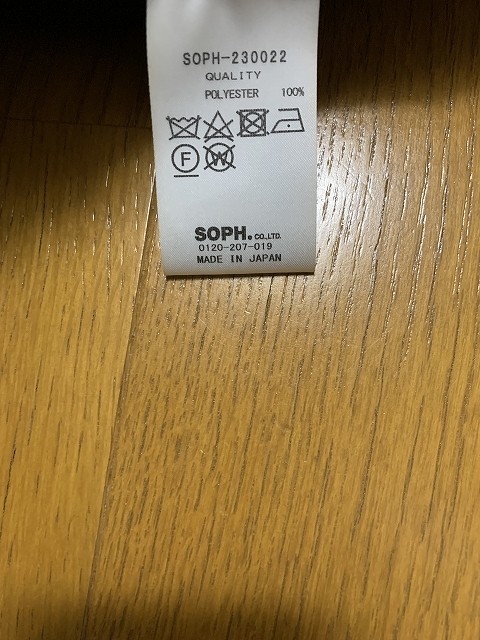 SOPH-230022
QUALITY
POLYESTER 100%
F W
SOPH. CO.,LTD.
0120-207-019
MADE IN JAPAN